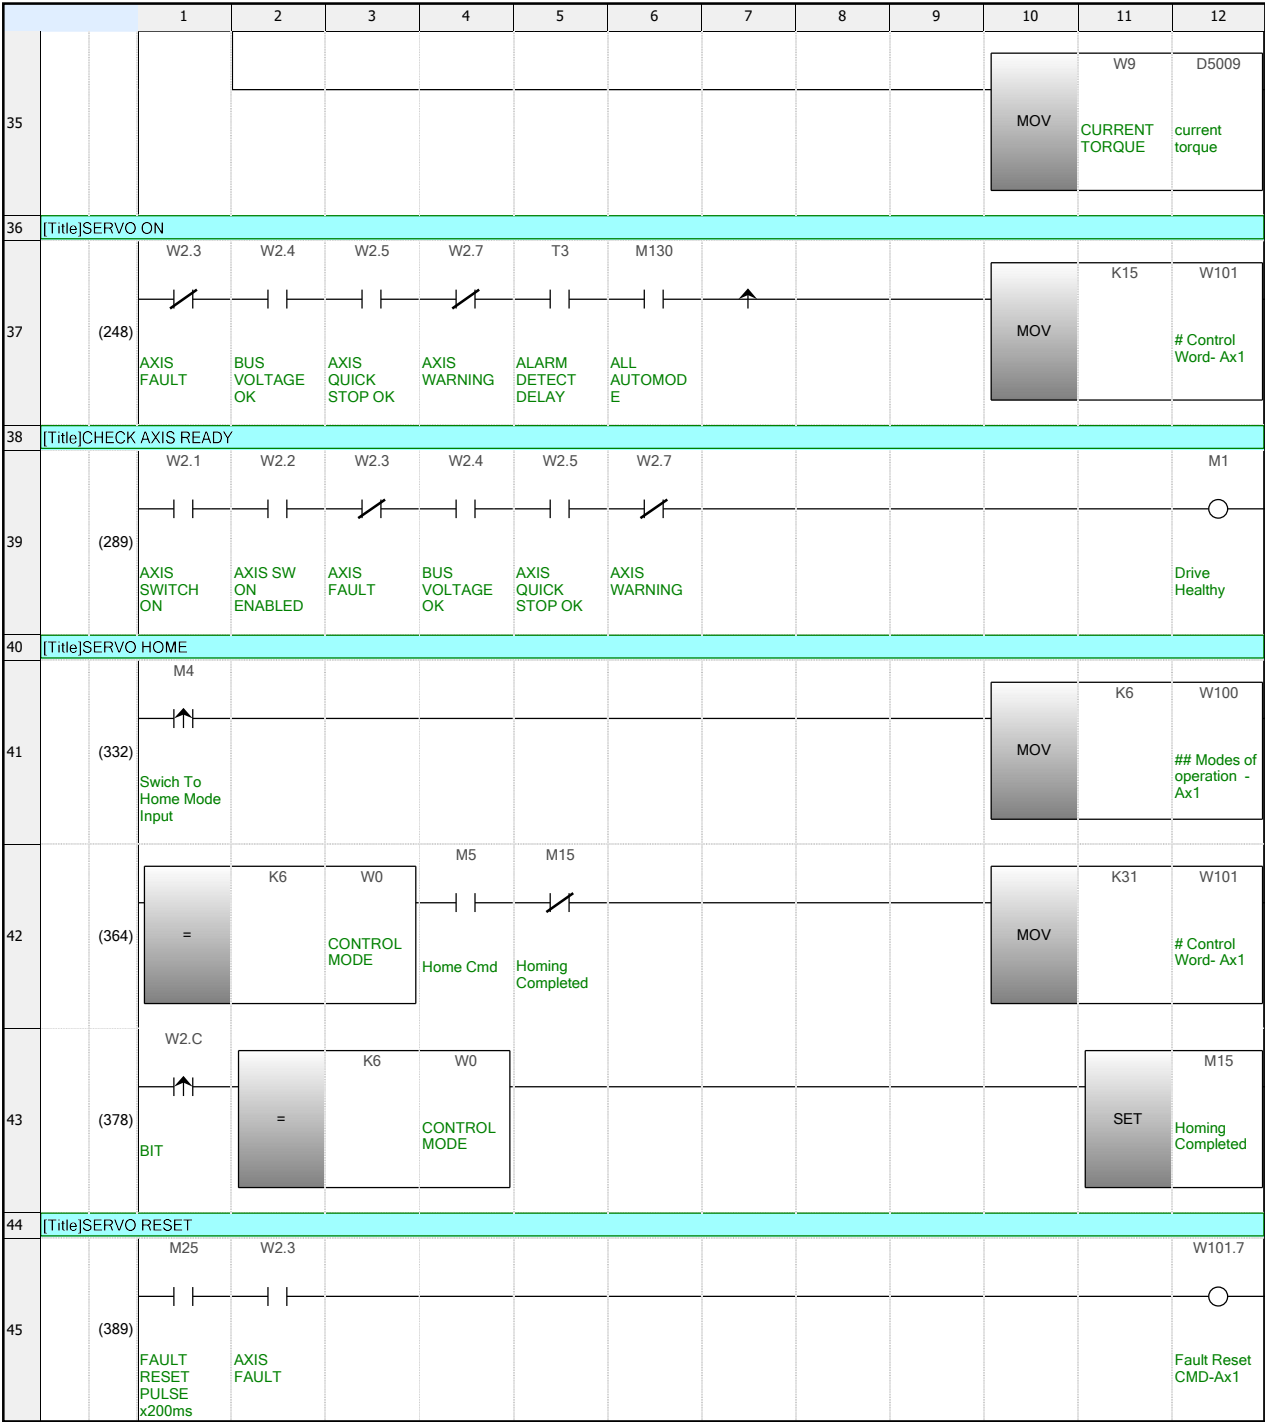 1 2 3 4 5 6 7 8 9 10 11 12
35
W9 D5009
MOV
CURRENT
TORQUE
current
torque
36 [Title]SERVO ON
W2.3 W2.4 W2.5 W2.7 T3 M130
K15 W101
37 (248)
MOV
AXIS
FAULT
BUS
VOLTAGE
OK
AXIS
QUICK
STOP OK
AXIS
WARNING
ALARM
DETECT
DELAY
ALL
AUTOMOD
E
# Control
Word- Ax1
38 [Title]CHECK AXIS READY
W2.1 W2.2 W2.3 W2.4 W2.5 W2.7 M1
39 (289)
AXIS
SWITCH
ON
AXIS SW
ON
ENABLED
AXIS
FAULT
BUS
VOLTAGE
OK
AXIS
QUICK
STOP OK
AXIS
WARNING
Drive
Healthy
40 [Title]SERVO HOME
M4
K6 W100
41 (332)
MOV
Swich To
Home Mode
Input
## Modes of
operation -
Ax1
M5 M15
K6 W0
K31 W101
42 (364)
=
MOV
CONTROL
MODE
Home Cmd
Homing
Completed
# Control
Word- Ax1
W2.C
K6 W0
M15
43 (378)
=
SET
BIT
CONTROL
MODE
Homing
Completed
44 [Title]SERVO RESET
M25 W2.3 W101.7
45 (389)
FAULT
RESET
PULSE
x200ms
AXIS
FAULT
Fault Reset
CMD-Ax1